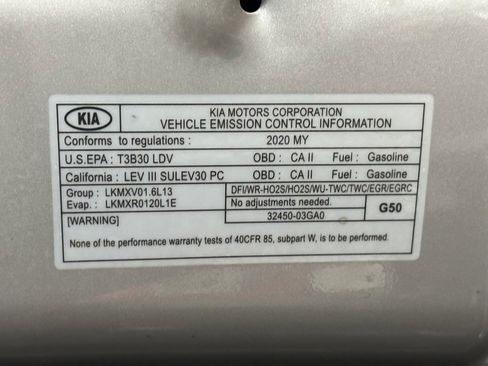 KIA
KIA MOTORS CORPORATION
VEHICLE EMISSION CONTROL INFORMATION
Conforms to regulations : 2020 MY
U.S.EPA : T3B30 LDV OBD : CA II Fuel : Gasoline
California : LEV III SULEV30 PC OBD : CA II Fuel : Gasoline
Group : LKMXV01.6L13
Evap. : LKMXR0120L1E
DFI/WR-HO2S/HO2S/WU-TWC/TWC/EGR/EGRC
No adjustments needed.
32450-03GA0
G50
[WARNING]
None of the performance warranty tests of 40CFR 85, subpart W, is to be performed.